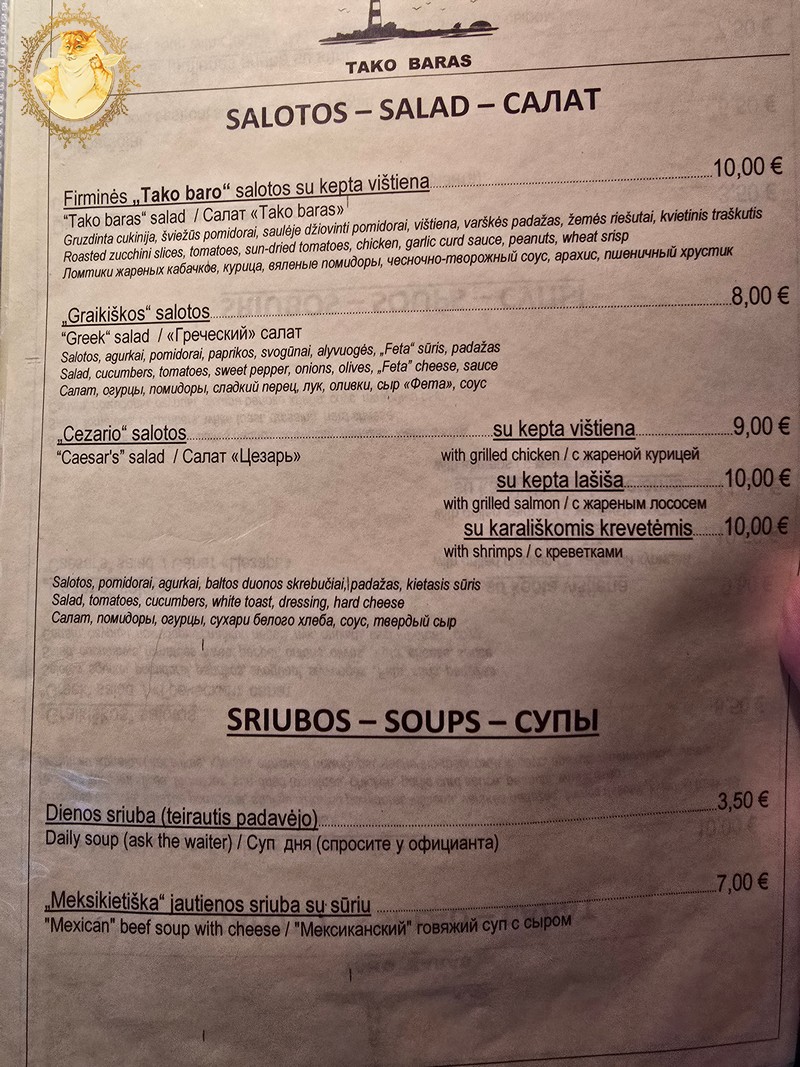 TAKO BARAS
SALOTOS – SALAD – САЛАТ
Firminės „Tako baro“ salotos su kepta vištiena 10,00 €
“Tako baras“ salad / Салат «Tako baras»
Gruzdinta cukinija, šviežūs pomidorai, saulėje džiovinti pomidorai, vištiena, varškės padažas, žemės riešutai, kvietinis traškutis
Roasted zucchini slices, tomatoes, sun-dried tomatoes, chicken, garlic curd sauce, peanuts, wheat srisp
Ломтики жареных кабачков, курица, вяленые помидоры, чесночно-творожный соус, арахис, пшеничный хрустик
„Graikiškos“ salotos 8,00 €
“Greek“ salad / «Греческий» салат
Salotos, agurkai, pomidorai, paprikos, svogūnai, alyvuogės, „Feta“ sūris, padažas
Salad, cucumbers, tomatoes, sweet pepper, onions, olives, „Feta” cheese, sauce
Салат, огурцы, помидоры, сладкий перец, лук, оливки, сыр «Фета», соус
„Cezario“ salotos su kepta vištiena 9,00 €
“Caesar's” salad / Салат «Цезарь» with grilled chicken / с жареной курицей
su kepta lašiša 10,00 €
with grilled salmon / с жареным лососем
su karališkomis krevetėmis 10,00 €
with shrimps / с креветками
Salotos, pomidorai, agurkai, baltos duonos skrebučiai, padažas, kietasis sūris
Salad, tomatoes, cucumbers, white toast, dressing, hard cheese
Салат, помидоры, огурцы, сухари белого хлеба, соус, твердый сыр
SRIUBOS – SOUPS – СУПЫ
Dienos sriuba (teirautis padavėjo) 3,50 €
Daily soup (ask the waiter) / Суп дня (спросите у официанта)
„Meksikietiška“ jautienos sriuba su sūriu 7,00 €
"Mexican" beef soup with cheese / "Мексиканский" говяжий суп с сыром